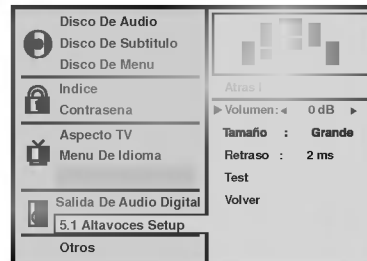 Disco De Audio
Disco De Subtitulo
Disco De Menu
Indice
Contrasena
Aspecto TV
Menu De Idioma
Salida De Audio Digital
5.1 Altavoces Setup
Otros
Atras I
Volumen: 0 dB
Tamaño : Grande
Retraso : 2 ms
Test
Volver